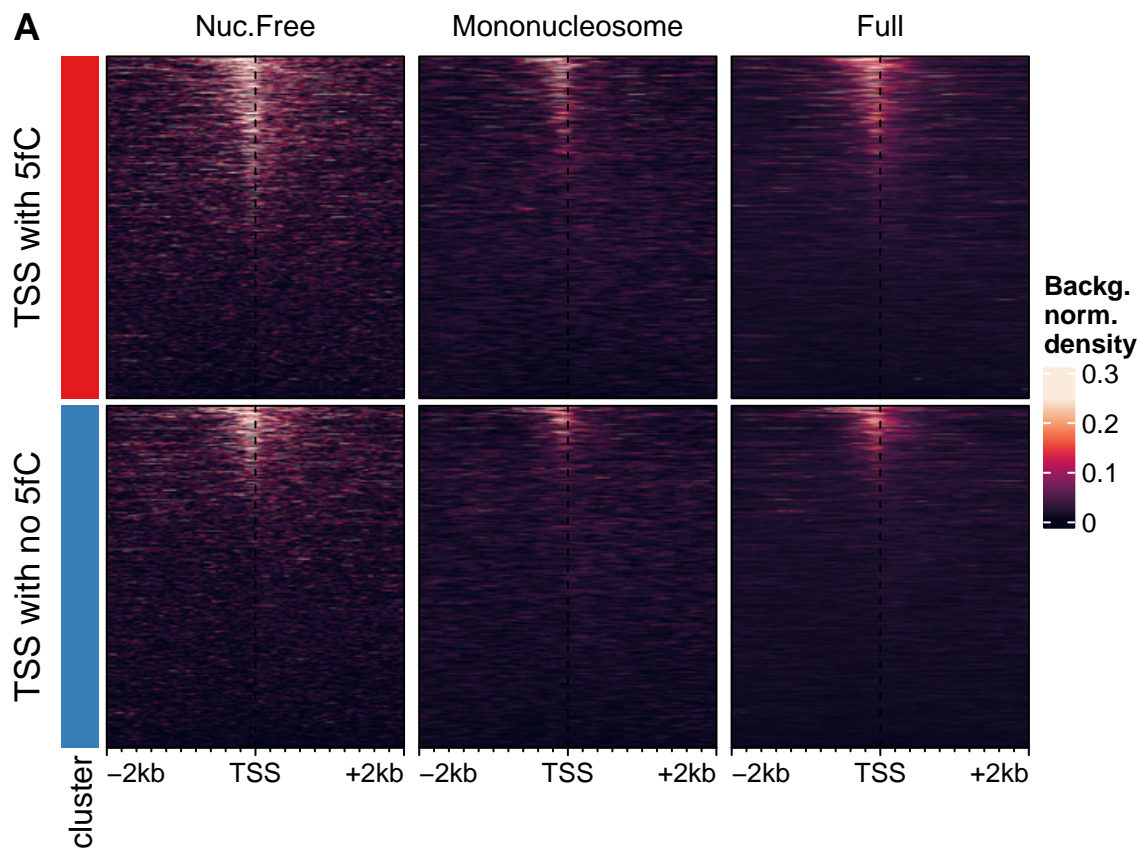 A
Nuc.Free
Mononucleosome
Full
TSS with 5fC
TSS with no 5fC
cluster
−2kb TSS +2kb
−2kb TSS +2kb
−2kb TSS +2kb
Backg.
norm.
density
0.3
0.2
0.1
0